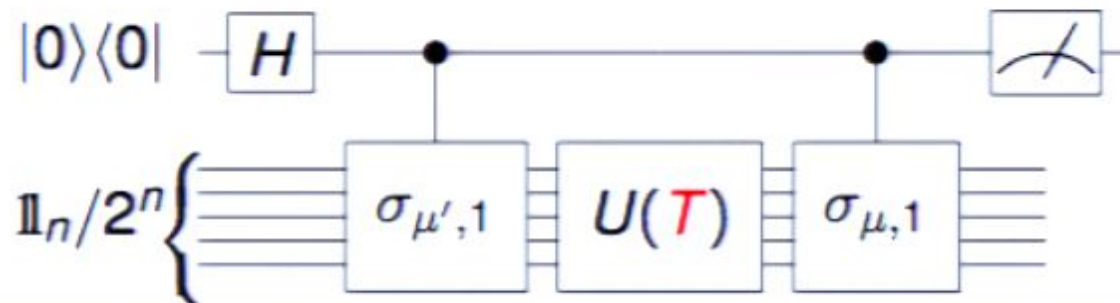 |0⟩⟨0| H
𝟙ₙ/2ⁿ σ_{μ′,1} U(T) σ_{μ,1}